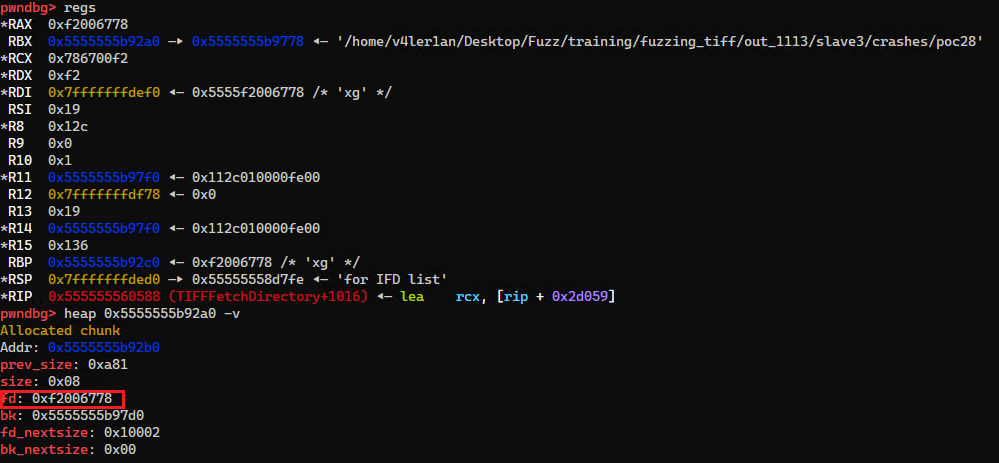 pwndbg> regs
*RAX  0xf2006778
 RBX  0x5555555b92a0 —▸ 0x5555555b9778 ◂— '/home/v4ler1an/Desktop/Fuzz/training/fuzzing_tiff/out_1113/slave3/crashes/poc28'
*RCX  0x786700f2
*RDX  0xf2
*RDI  0x7fffffffdef0 ◂— 0x5555f2006778 /* 'xg' */
 RSI  0x19
*R8   0x12c
 R9   0x0
 R10  0x1
*R11  0x5555555b97f0 ◂— 0x112c010000fe00
 R12  0x7fffffffdf78 ◂— 0x0
 R13  0x19
*R14  0x5555555b97f0 ◂— 0x112c010000fe00
*R15  0x136
 RBP  0x5555555b92c0 ◂— 0xf2006778 /* 'xg' */
*RSP  0x7fffffffded0 —▸ 0x55555558d7fe ◂— 'for IFD list'
*RIP  0x555555560588 (TIFFFetchDirectory+1016) ◂— lea    rcx, [rip + 0x2d059]
pwndbg> heap 0x5555555b92a0 -v
Allocated chunk
Addr: 0x5555555b92b0
prev_size: 0xa81
size: 0x08
fd: 0xf2006778
bk: 0x5555555b97d0
fd_nextsize: 0x10002
bk_nextsize: 0x00